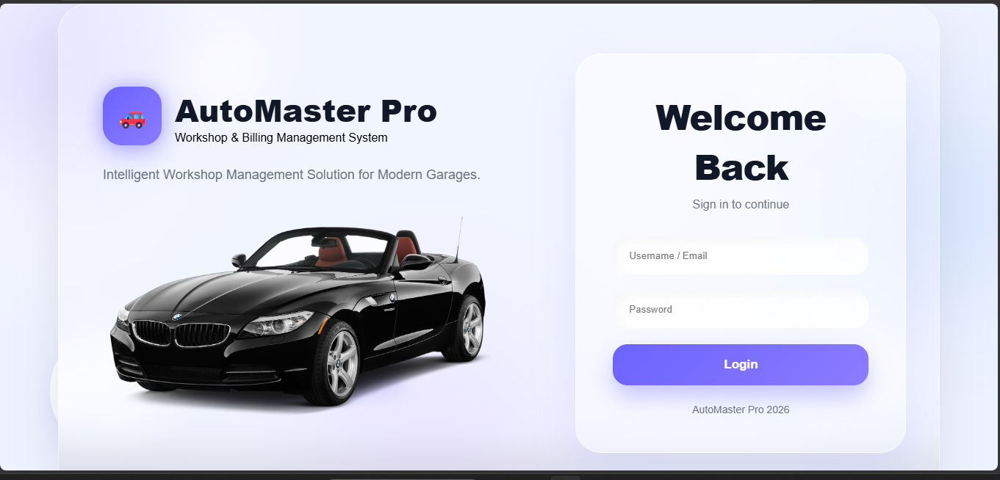 AutoMaster Pro
Workshop & Billing Management System
Intelligent Workshop Management Solution for Modern Garages.
Welcome
Back
Sign in to continue
Username / Email
Password
Login
AutoMaster Pro 2026